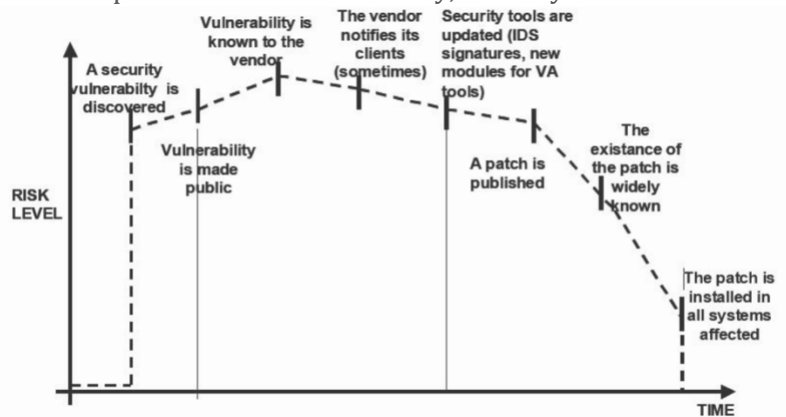 A security
vulnerabilty is
discovered
Vulnerability
is made
public
Vulnerability is
known to the
vendor
The vendor
notifies its
clients
(sometimes)
Security tools are
updated (IDS
signatures, new
modules for VA
tools)
A patch is
published
The
existance of
the patch is
widely
known
The patch is
installed in
all systems
affected
RISK
LEVEL
TIME